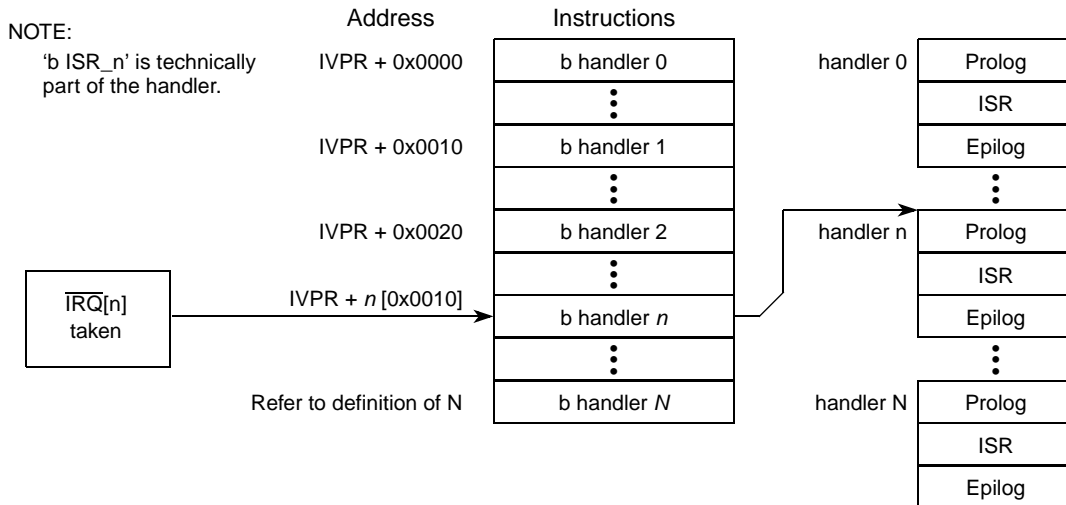 Address Instructions
NOTE:
‘b ISR_n’ is technically
part of the handler.
IVPR + 0x0000 b handler 0 handler 0 Prolog
ISR
IVPR + 0x0010 b handler 1 Epilog
IVPR + 0x0020 b handler 2 handler n Prolog
ISR
IRQ[n]
taken
IVPR + n [0x0010] b handler n Epilog
Refer to definition of N b handler N handler N Prolog
ISR
Epilog